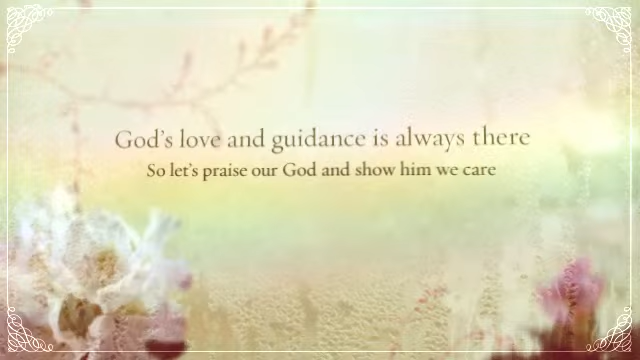 God's love and guidance is always there
So let's praise our God and show him we care